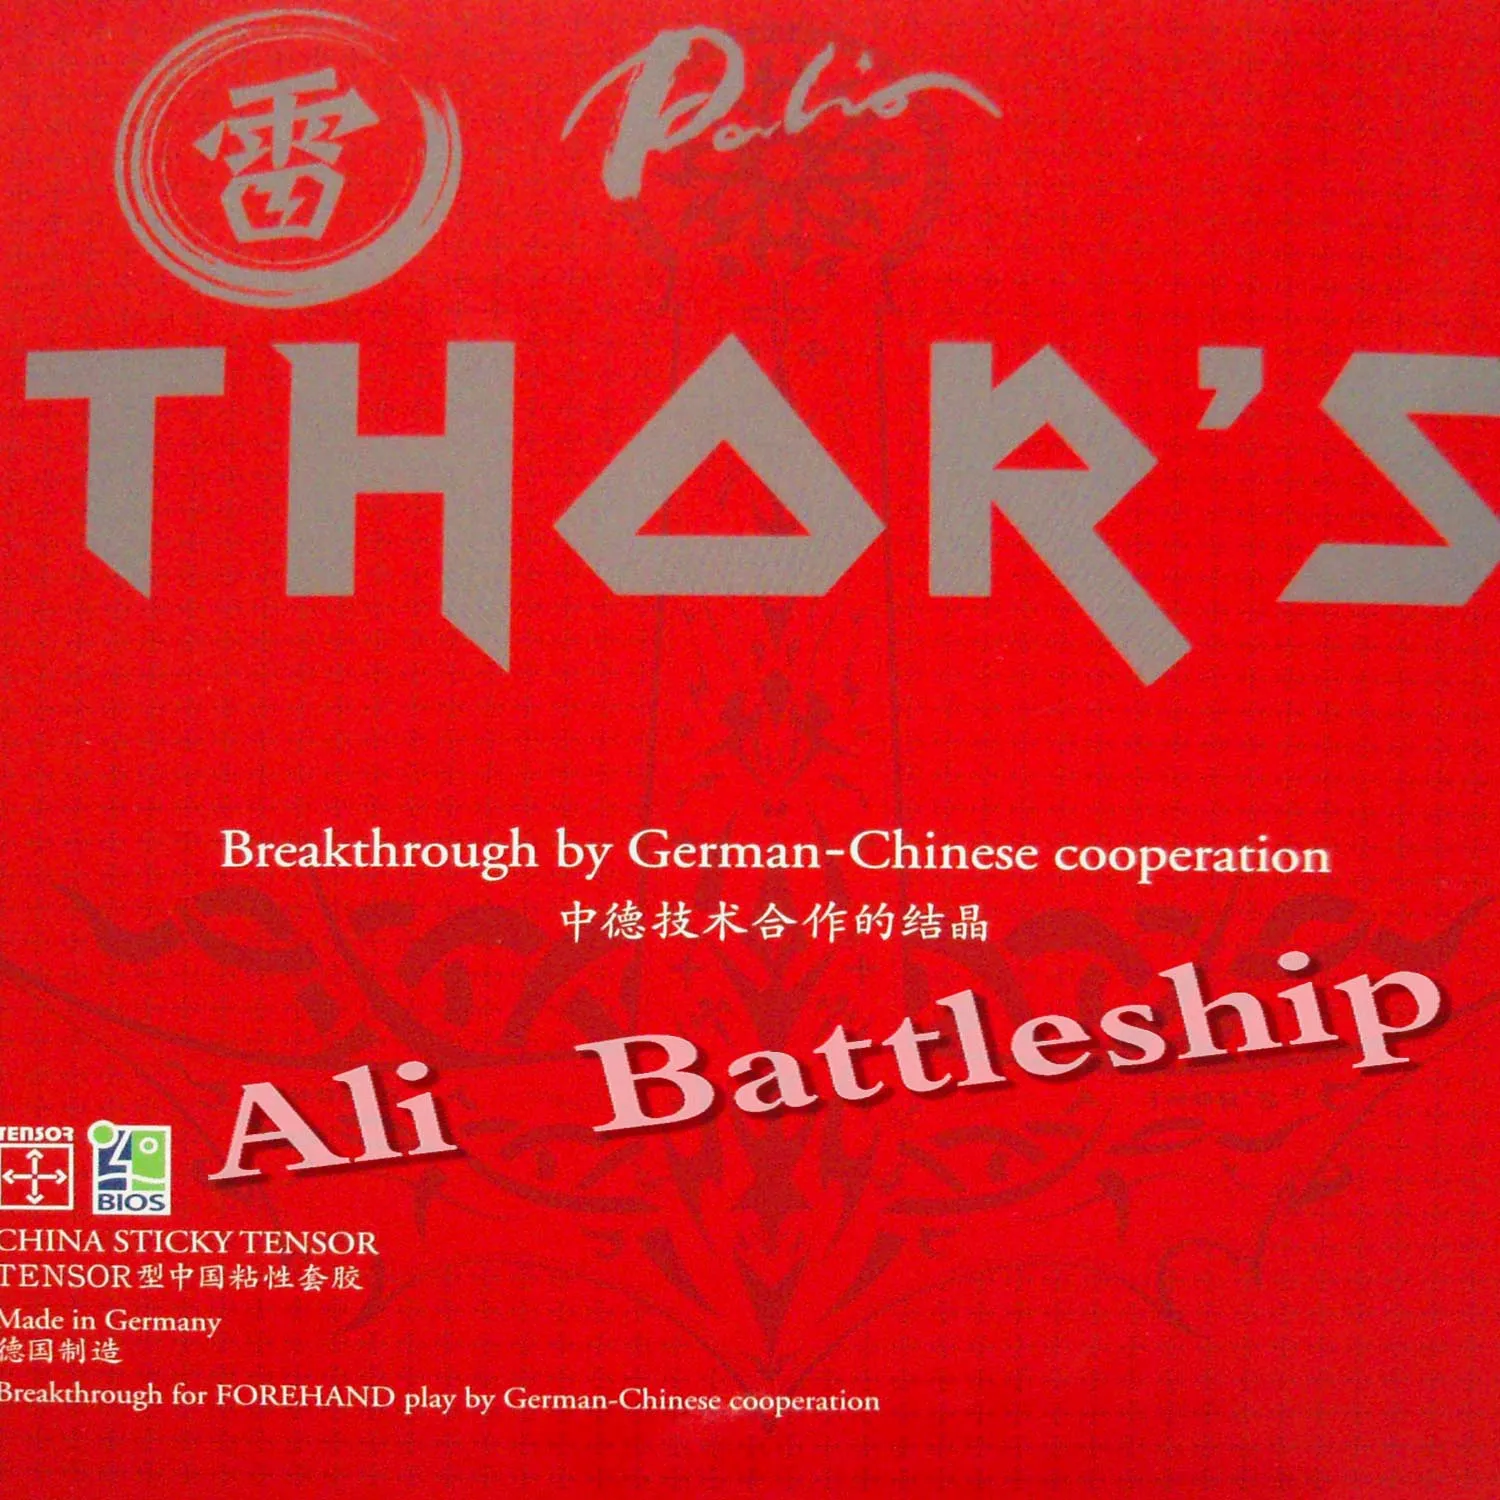 雷
Palio
THOR'S
Breakthrough by German-Chinese cooperation
中德技术合作的结晶
Ali Battleship
TENSOR
BIOS
CHINA STICKY TENSOR
TENSOR型中国粘性套胶
Made in Germany
德国制造
Breakthrough for FOREHAND play by German-Chinese cooperation